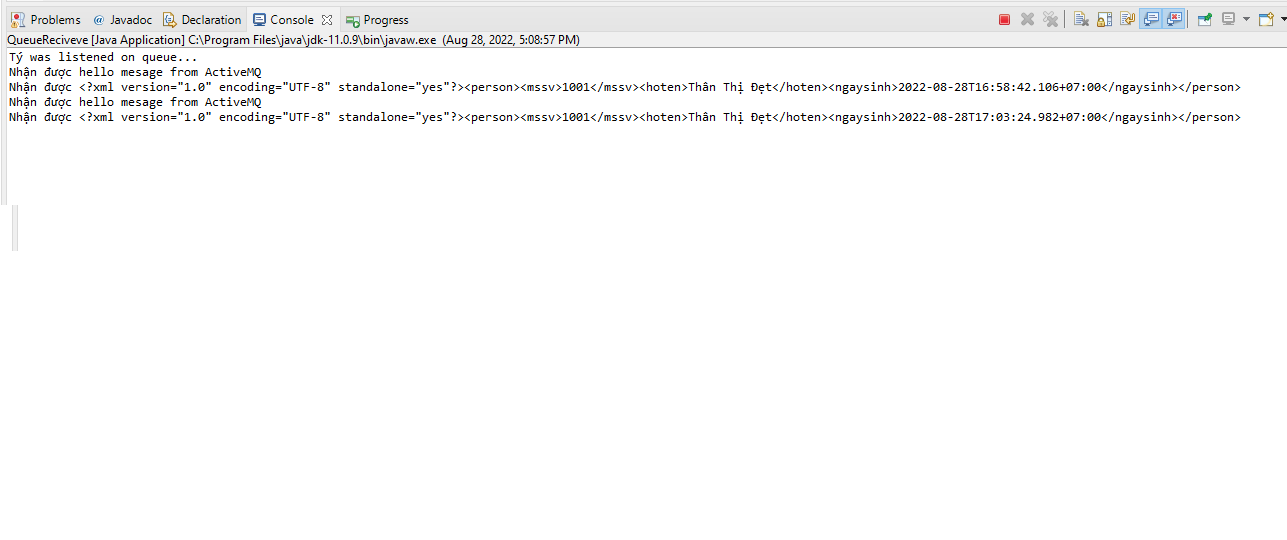 Problems Javadoc Declaration Console Progress
QueueReciveve [Java Application] C:\Program Files\java\jdk-11.0.9\bin\javaw.exe (Aug 28, 2022, 5:08:57 PM)
Tý was listened on queue...
Nhận được hello mesage from ActiveMQ
Nhận được <?xml version="1.0" encoding="UTF-8" standalone="yes"?><person><mssv>1001</mssv><hoten>Thân Thị Đẹt</hoten><ngaysinh>2022-08-28T16:58:42.106+07:00</ngaysinh></person>
Nhận được hello mesage from ActiveMQ
Nhận được <?xml version="1.0" encoding="UTF-8" standalone="yes"?><person><mssv>1001</mssv><hoten>Thân Thị Đẹt</hoten><ngaysinh>2022-08-28T17:03:24.982+07:00</ngaysinh></person>